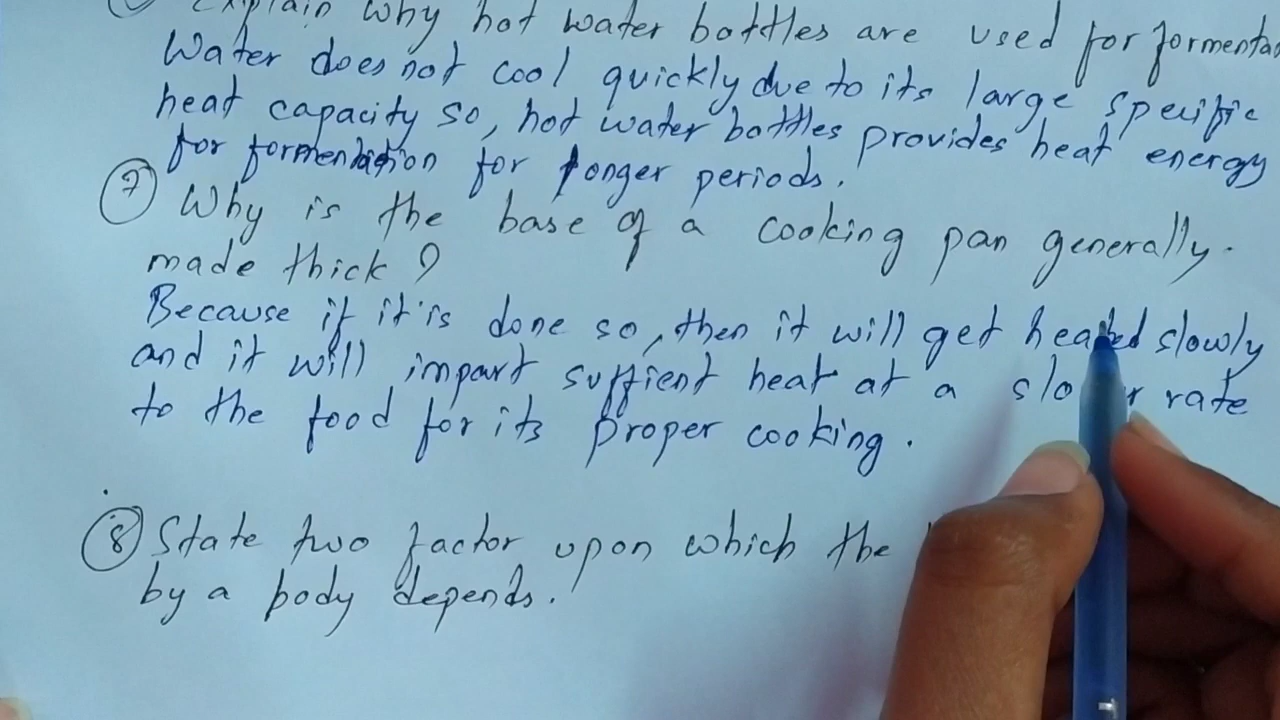 Explain why hot water bottles are used for formentat
Water does not cool quickly due to its large specific
heat capacity so, hot water bottles provides heat energy
for formentation for longer periods.
7 Why is the base of a cooking pan generally.
made thick?
Because if it is done so, then it will get heated slowly
and it will impart suffient heat at a rate
to the food for its proper cooking.
8 State two factor upon which the
by a body depends.